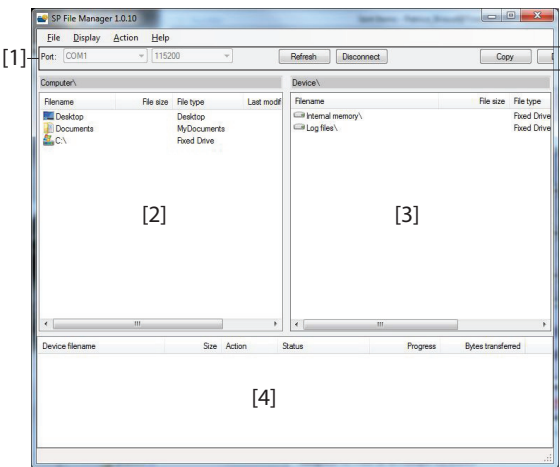 SP File Manager 1.0.10
File Display Action Help
[1]
Port: COM1 115200 Refresh Disconnect Copy
Computer\ Device\
Filename File size File type Last modif Filename File size File type
Desktop Desktop Internal memory\ Fixed Drive
Documents MyDocuments Log files\ Fixed Drive
C:\ Fixed Drive
[2] [3]
Device filename Size Action Status Progress Bytes transferred
[4]